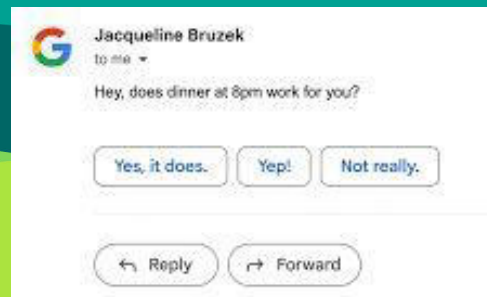 Jacqueline Bruzek
to me
Hey, does dinner at 8pm work for you?
Yes, it does. Yep! Not really.
Reply Forward